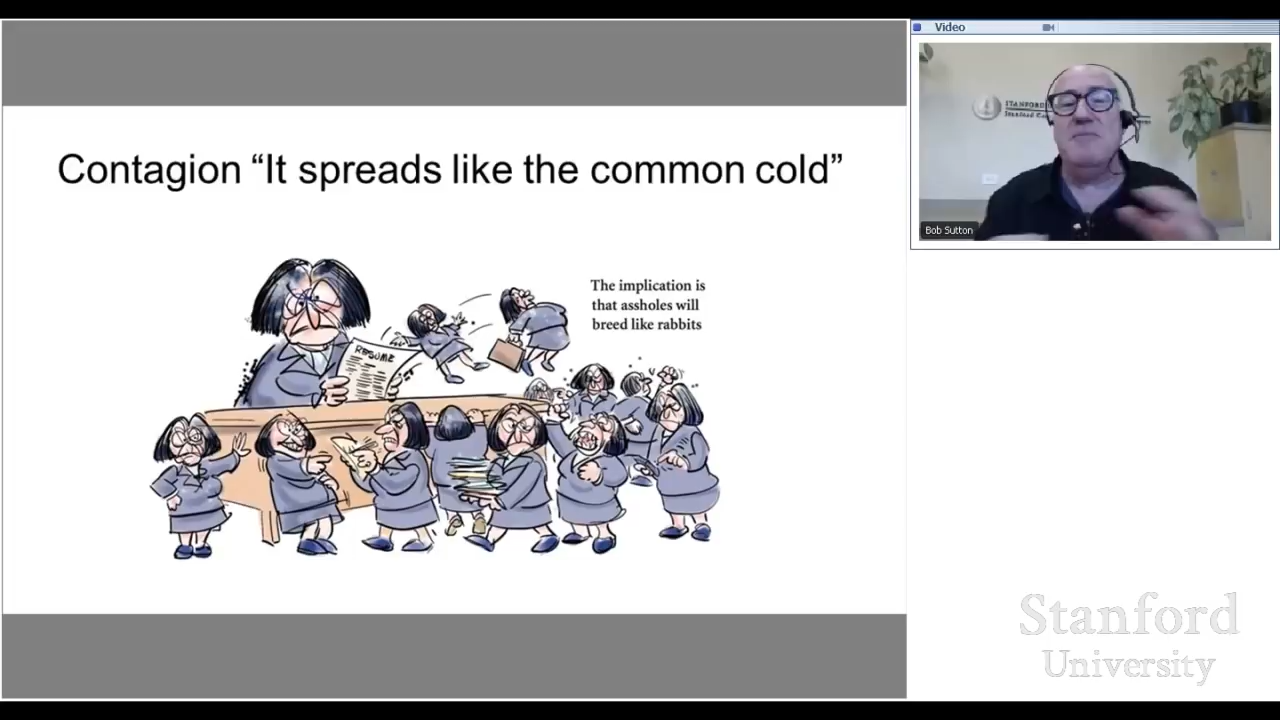 Video
Contagion “It spreads like the common cold”
The implication is
that assholes will
breed like rabbits
RESUME
STANFORD
Bob Sutton
Stanford
University